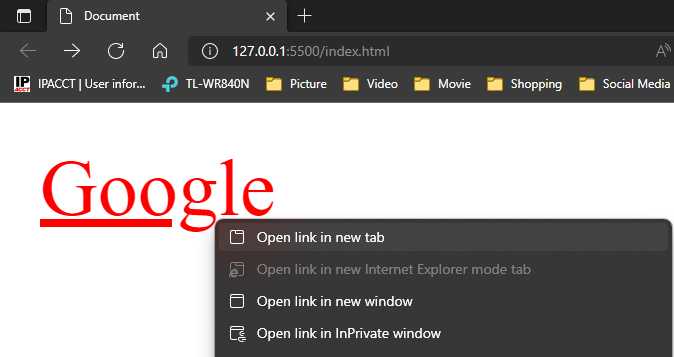 Document
127.0.0.1:5500/index.html
IP ACCT IPACCT | User infor... TL-WR840N Picture Video Movie Shopping Social Media
Google
Open link in new tab
Open link in new Internet Explorer mode tab
Open link in new window
Open link in InPrivate window